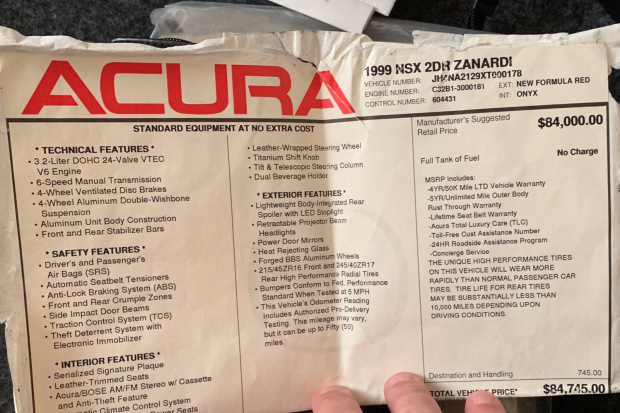 ACURA
1999 NSX 2DR ZANARDI
VEHICLE NUMBER: JH4NA2129XT000178
ENGINE NUMBER: C32B1-3000181 EXT: NEW FORMULA RED
CONTROL NUMBER: 604431 INT: ONYX
STANDARD EQUIPMENT AT NO EXTRA COST
* TECHNICAL FEATURES *
• 3.2-Liter DOHC 24-Valve VTEC
V6 Engine
• 6-Speed Manual Transmission
• 4-Wheel Ventilated Disc Brakes
• 4-Wheel Aluminum Double-Wishbone
Suspension
• Aluminum Unit Body Construction
• Front and Rear Stabilizer Bars
* SAFETY FEATURES *
• Driver's and Passenger's
Air Bags (SRS)
• Automatic Seatbelt Tensioners
• Anti-Lock Braking System (ABS)
• Front and Rear Crumple Zones
• Side Impact Door Beams
• Traction Control System (TCS)
• Theft Deterrent System with
Electronic Immobilizer
* INTERIOR FEATURES *
• Serialized Signature Plaque
• Leather-Trimmed Seats
• Acura/BOSE AM/FM Stereo w/ Cassette
and Anti-Theft Feature
Climate Control System
Power Seats
• Leather-Wrapped Steering Wheel
• Titanium Shift Knob
• Tilt & Telescopic Steering Column
• Dual Beverage Holder
* EXTERIOR FEATURES *
• Lightweight Body-Integrated Rear
Spoiler with LED Stoplight
• Retractable Projector Beam
Headlights
• Power Door Mirrors
• Heat Rejecting Glass
• Forged BBS Aluminum Wheels
• 215/45ZR16 Front and 245/40ZR17
Rear High Performance Radial Tires
• Bumpers Conform to Fed. Performance
Standard When Tested at 5 MPH
• This Vehicle's Odometer Reading
Includes Authorized Pre-Delivery
Testing. This mileage may vary,
but it can be up to Fifty (50)
miles.
Manufacturer's Suggested
Retail Price $84,000.00
Full Tank of Fuel No Charge
MSRP Includes:
-4YR/50K Mile LTD Vehicle Warranty
-5YR/Unlimited Mile Outer Body
Rust Through Warranty
-Lifetime Seat Belt Warranty
-Acura Total Luxury Care (TLC)
-Toll-Free Cust Assistance Number
-24HR Roadside Assistance Program
-Concierge Service
THE UNIQUE HIGH PERFORMANCE TIRES
ON THIS VEHICLE WILL WEAR MORE
RAPIDLY THAN NORMAL PASSENGER CAR
TIRES. TIRE LIFE FOR REAR TIRES
MAY BE SUBSTANTIALLY LESS THAN
10,000 MILES DEPENDING UPON
DRIVING CONDITIONS.
Destination and Handling 745.00
TOTAL VEHICLE PRICE* $84,745.00